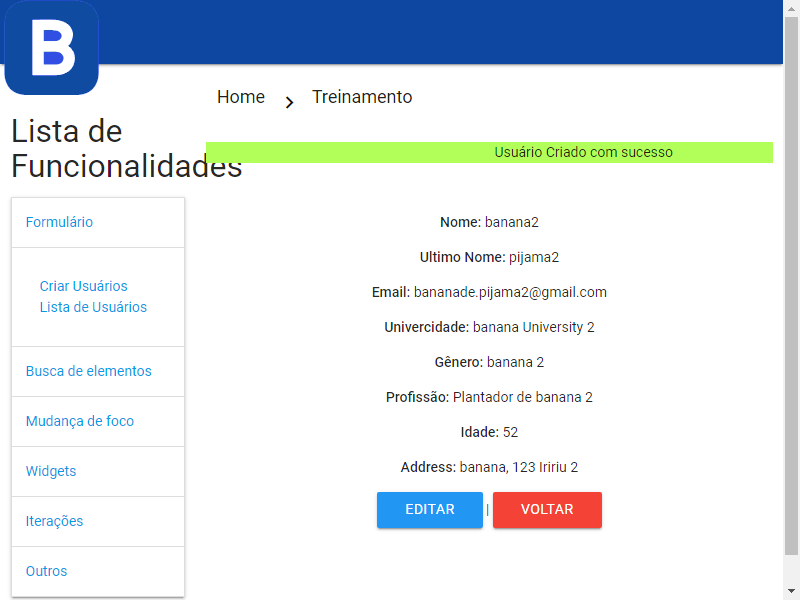 B
Home
Treinamento
Lista de
Funcionalidades
Usuário Criado com sucesso
Formulário
Criar Usuários
Lista de Usuários
Busca de elementos
Mudança de foco
Widgets
Iterações
Outros
Nome: banana2
Ultimo Nome: pijama2
Email: bananade.pijama2@gmail.com
Univercidade: banana University 2
Gênero: banana 2
Profissão: Plantador de banana 2
Idade: 52
Address: banana, 123 Iririu 2
EDITAR | VOLTAR